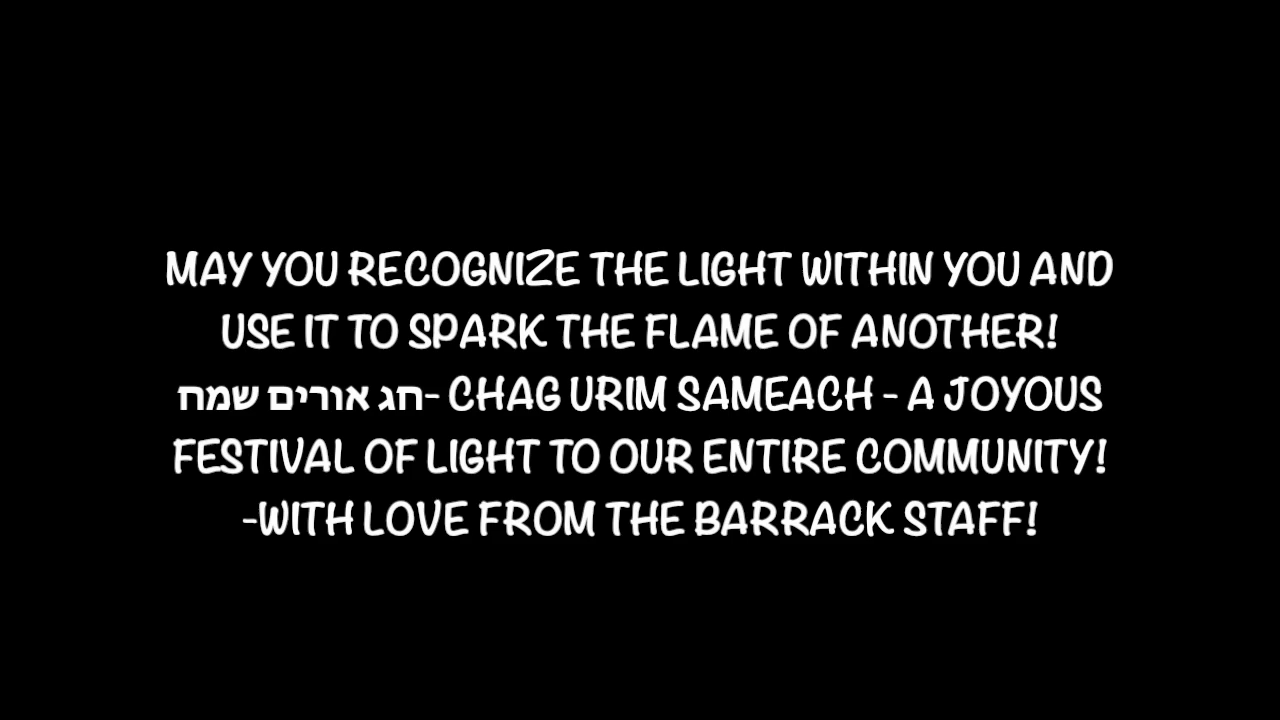 MAY YOU RECOGNIZE THE LIGHT WITHIN YOU AND
USE IT TO SPARK THE FLAME OF ANOTHER!
חג אורים שמח- CHAG URIM SAMEACH - A JOYOUS
FESTIVAL OF LIGHT TO OUR ENTIRE COMMUNITY!
-WITH LOVE FROM THE BARRACK STAFF!